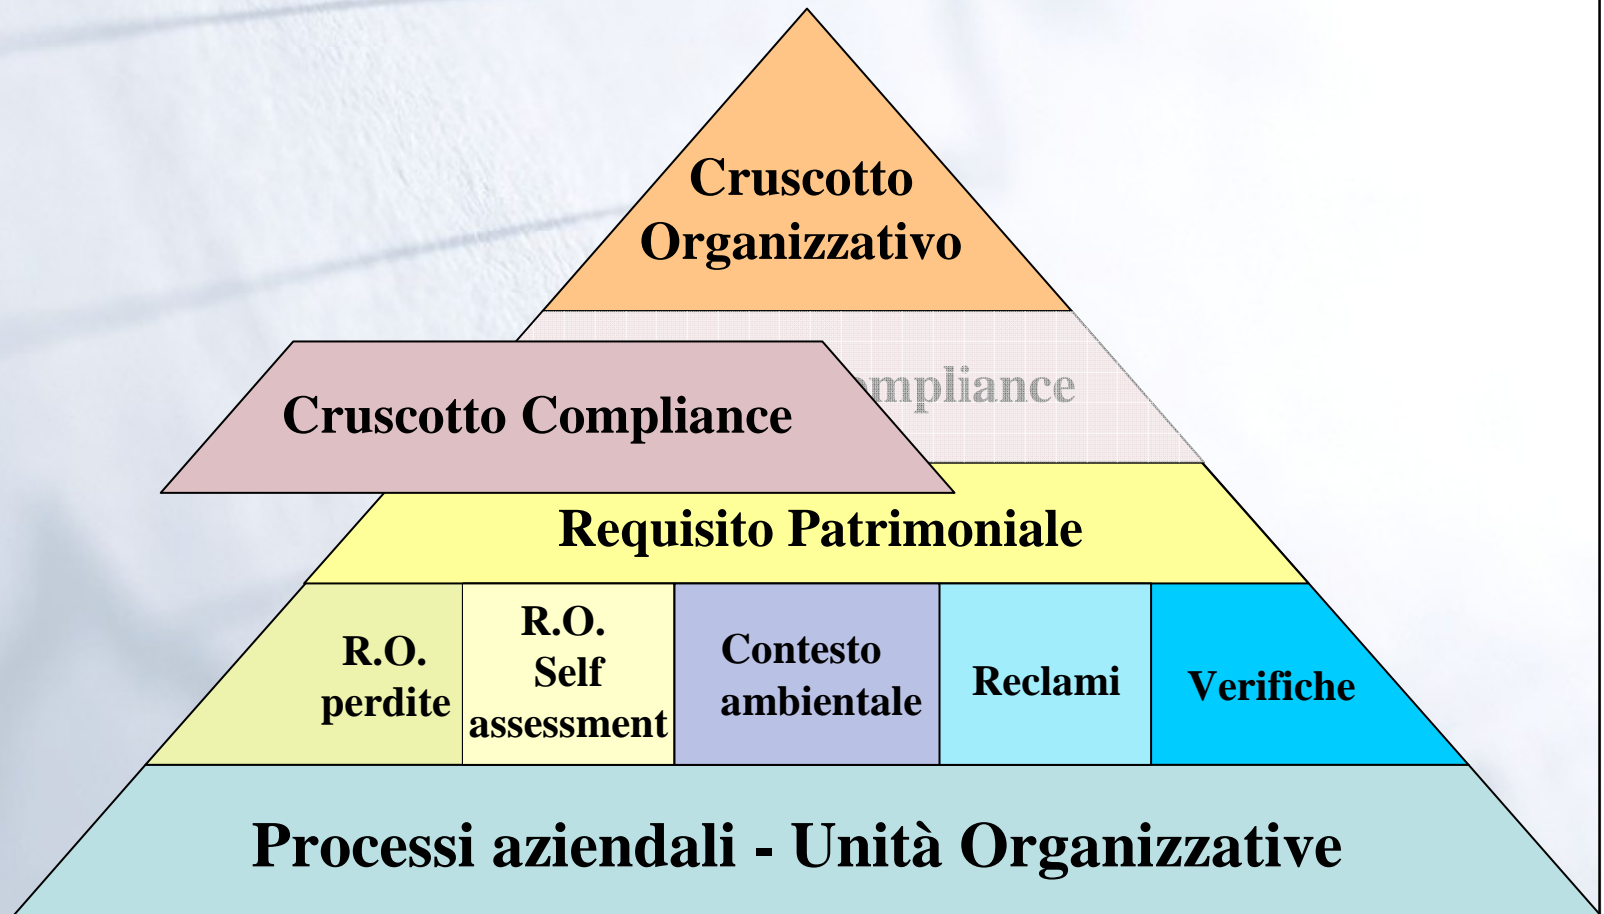 Cruscotto
Organizzativo
Cruscotto Compliance
mpliance
Requisito Patrimoniale
R.O.
perdite
R.O.
Self
assessment
Contesto
ambientale
Reclami
Verifiche
Processi aziendali - Unità Organizzative